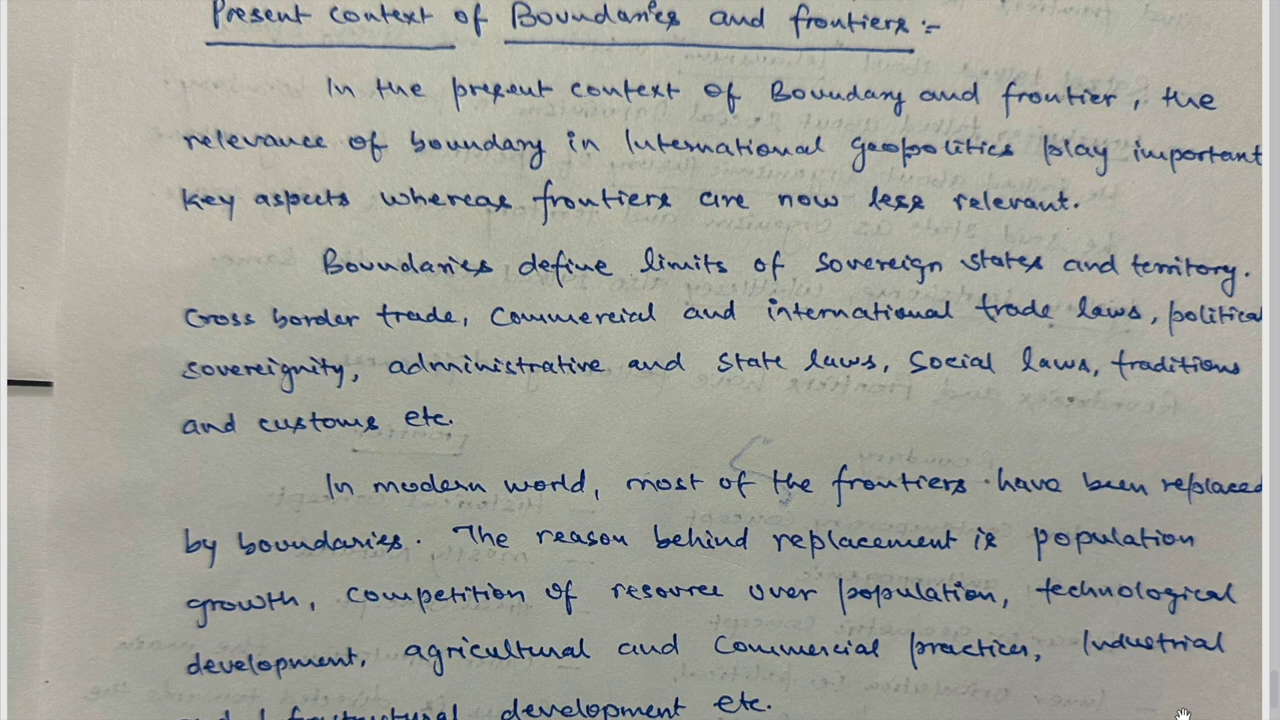 Present context of Boundaries and frontiers :-
In the present context of Boundary and frontier, the
relevance of boundary in International geopolitics play important
key aspects whereas frontiers are now less relevant.
Boundaries define limits of sovereign states and territory.
Cross border trade, commercial and international trade laws, political
sovereignity, administrative and state laws, social laws, traditions
and customs etc.
In modern world, most of the frontiers have been replaced
by boundaries. The reason behind replacement is population
growth, competition of resource over population, technological
development, agricultural and commercial practices, Industrial
development etc.